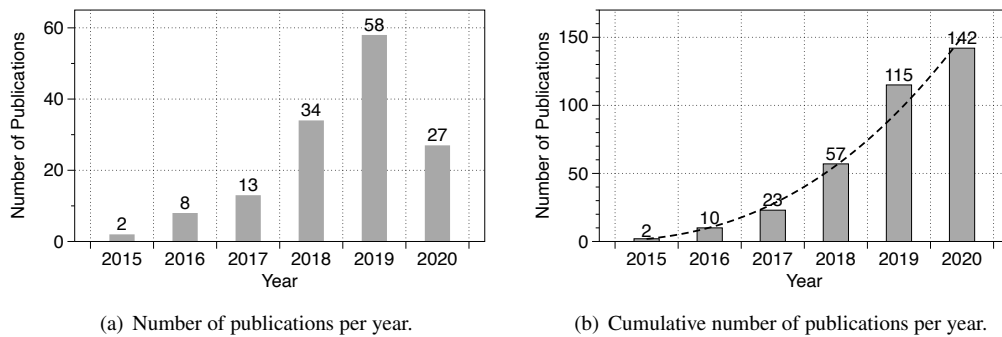 Number of Publications
60
40
20
0
2
8
13
34
58
27
2015 2016 2017 2018 2019 2020
Year
(a) Number of publications per year.
Number of Publications
150
100
50
0
2
10
23
57
115
142
2015 2016 2017 2018 2019 2020
Year
(b) Cumulative number of publications per year.